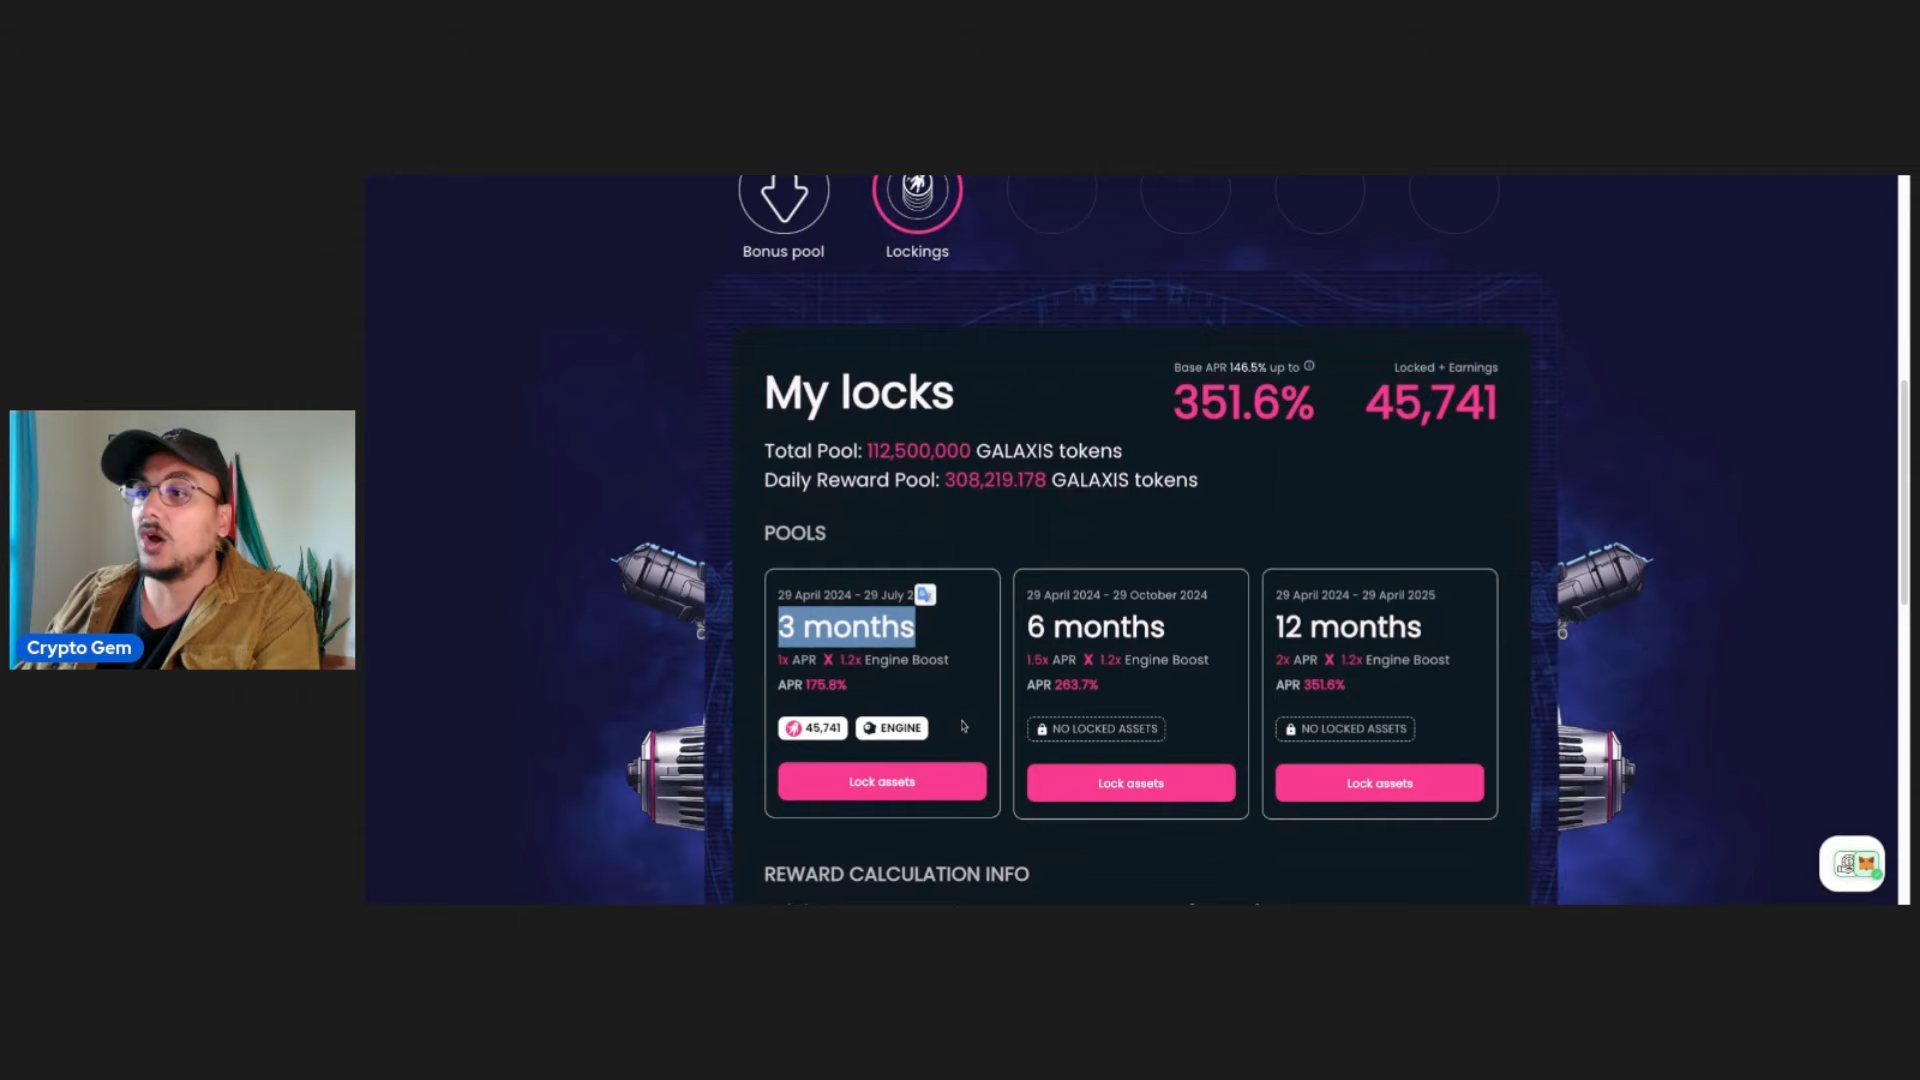 Bonus pool
Lockings
My locks
Base APR 146.5% up to
351.6%
Locked + Earnings
45,741
Total Pool: 112,500,000 GALAXIS tokens
Daily Reward Pool: 308,219.178 GALAXIS tokens
POOLS
29 April 2024 - 29 July 2
3 months
1x APR X 1.2x Engine Boost
APR 175.8%
45,741 ENGINE
Lock assets
29 April 2024 - 29 October 2024
6 months
1.5x APR X 1.2x Engine Boost
APR 263.7%
NO LOCKED ASSETS
Lock assets
29 April 2024 - 29 April 2025
12 months
2x APR X 1.2x Engine Boost
APR 351.6%
NO LOCKED ASSETS
Lock assets
REWARD CALCULATION INFO
Crypto Gem